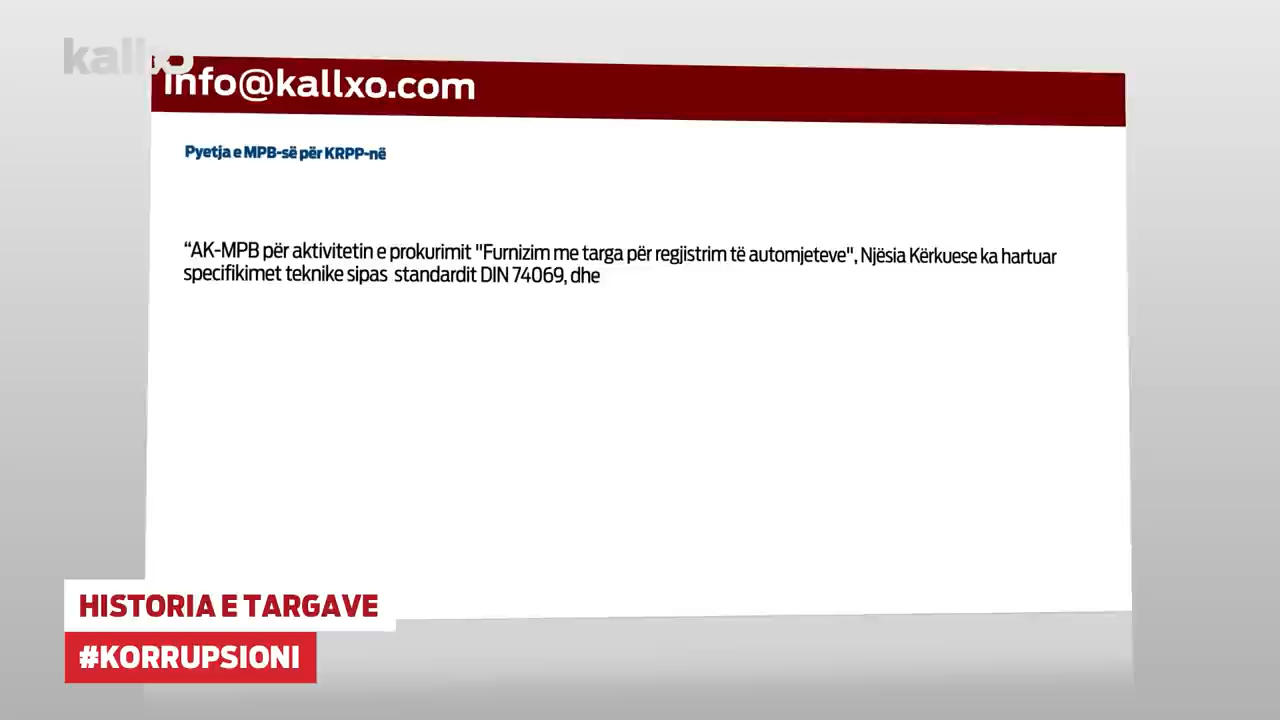 kallxo
info@kallxo.com
Pyetja e MPB-së për KRPP-në
“AK-MPB për aktivitetin e prokurimit "Furnizim me targa për regjistrim të automjeteve", Njësia Kërkuese ka hartuar
specifikimet teknike sipas standardit DIN 74069, dhe
HISTORIA E TARGAVE
#KORRUPSIONI